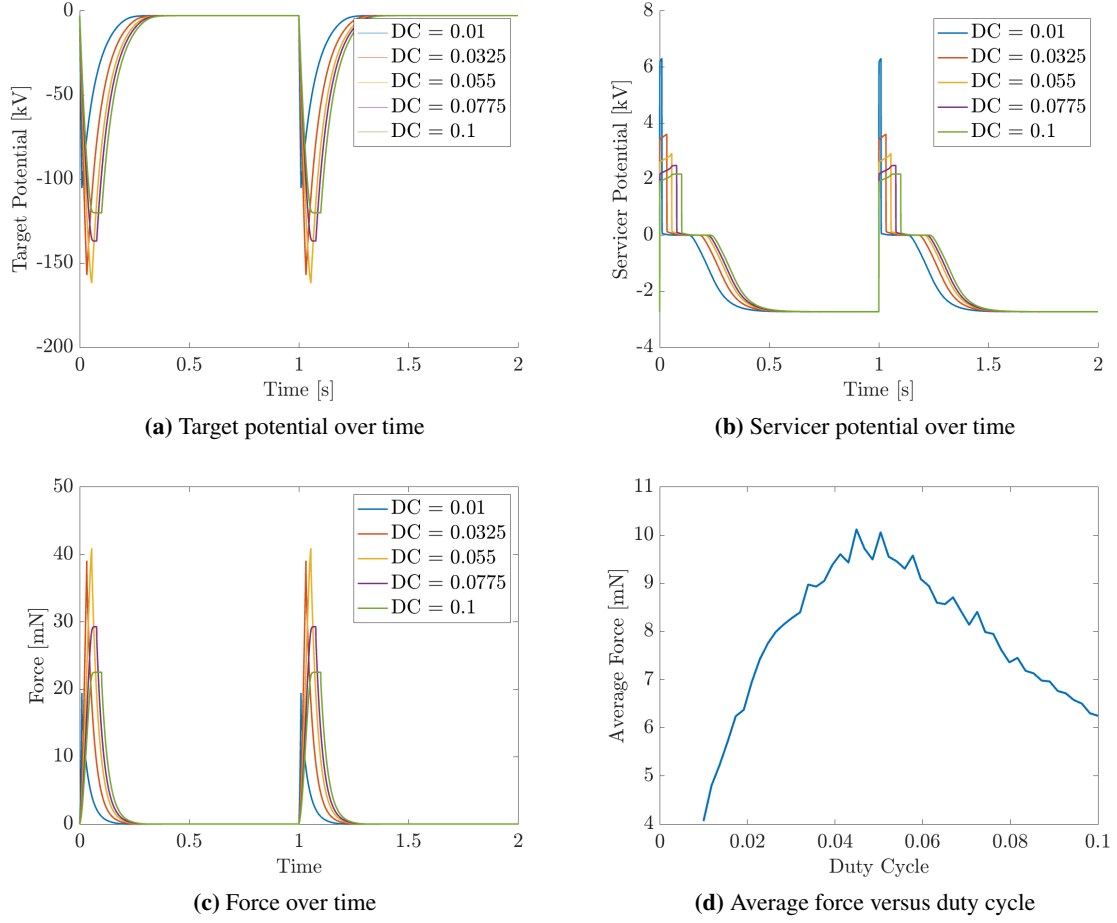 0
-50
-100
-150
-200
Target Potential [kV]
0
0.5
1
1.5
2
Time [s]
DC = 0.01
DC = 0.0325
DC = 0.055
DC = 0.0775
DC = 0.1
(a) Target potential over time
8
6
4
2
0
-2
-4
Servicer Potential [kV]
0
0.5
1
1.5
2
Time [s]
DC = 0.01
DC = 0.0325
DC = 0.055
DC = 0.0775
DC = 0.1
(b) Servicer potential over time
50
40
30
20
10
0
Force [mN]
0
0.5
1
1.5
2
Time
DC = 0.01
DC = 0.0325
DC = 0.055
DC = 0.0775
DC = 0.1
(c) Force over time
11
10
9
8
7
6
5
4
Average Force [mN]
0
0.02
0.04
0.06
0.08
0.1
Duty Cycle
(d) Average force versus duty cycle